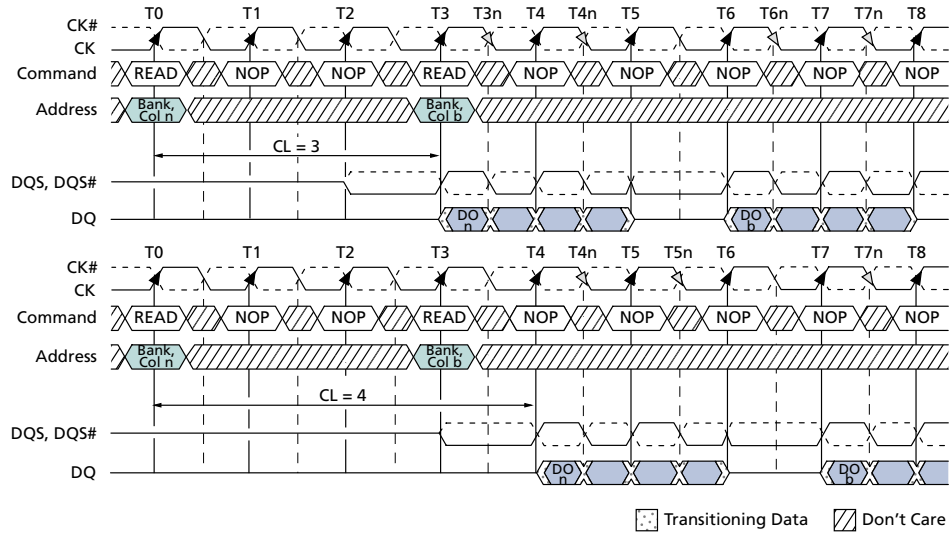 T0 T1 T2 T3 T3n T4 T4n T5 T6 T6n T7 T7n T8
CK#
CK
Command READ NOP NOP READ NOP NOP NOP NOP NOP
Address Bank, Col n Bank, Col b
CL = 3
DQS, DQS#
DQ DO n DO b
T0 T1 T2 T3 T4 T4n T5 T5n T6 T7 T7n T8
CK#
CK
Command READ NOP NOP READ NOP NOP NOP NOP NOP
Address Bank, Col n Bank, Col b
CL = 4
DQS, DQS#
DQ DO n DO b
Transitioning Data Don't Care